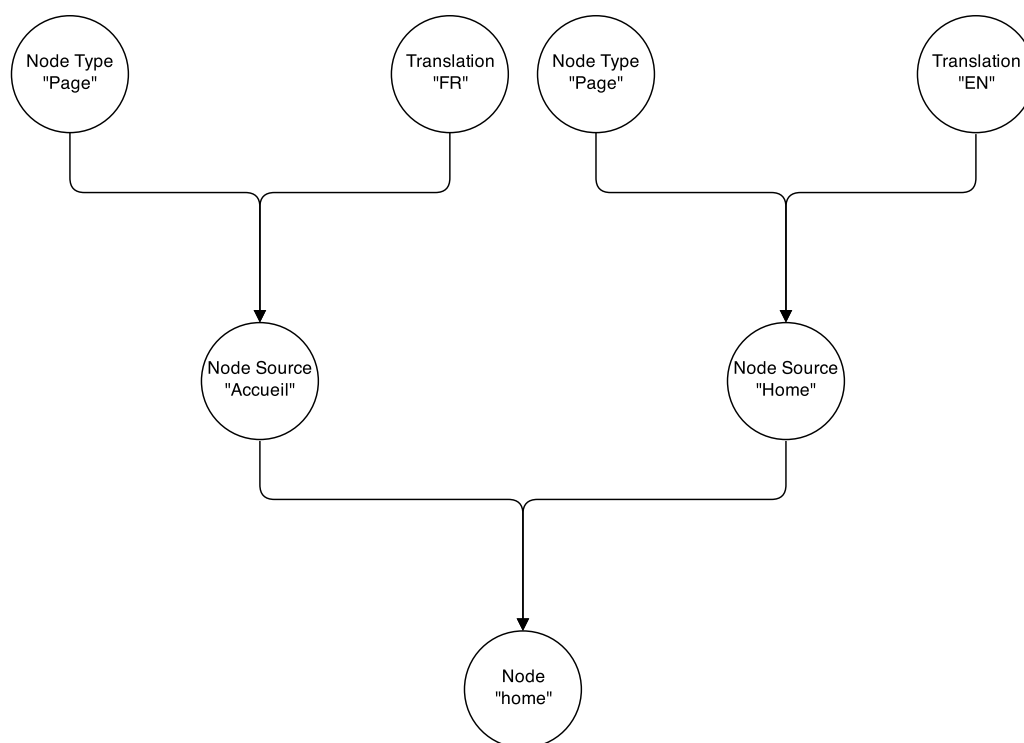 Node Type
"Page"
Translation
"FR"
Node Type
"Page"
Translation
"EN"
Node Source
"Accueil"
Node Source
"Home"
Node
"home"